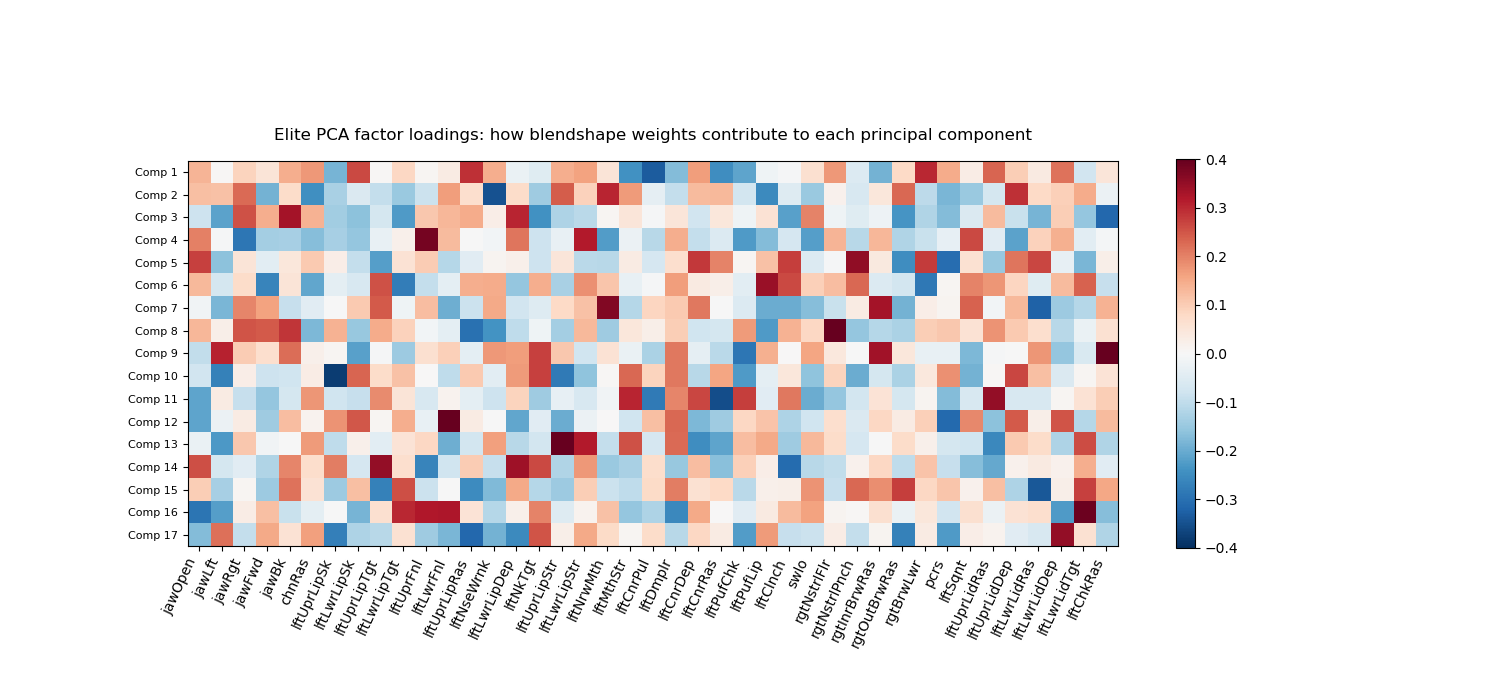 Elite PCA factor loadings: how blendshape weights contribute to each principal component
Comp 1
Comp 2
Comp 3
Comp 4
Comp 5
Comp 6
Comp 7
Comp 8
Comp 9
Comp 10
Comp 11
Comp 12
Comp 13
Comp 14
Comp 15
Comp 16
Comp 17
jawOpen
jawLft
jawRgt
jawFwd
jawBk
chnRas
lftUprLipSk
lftLwrLipSk
lftUprLipTgt
lftLwrLipTgt
lftUprFnl
lftLwrFnl
lftUprLipRas
lftNseWrnk
lftLwrLipDep
lftNkTgt
lftUprLipStr
lftLwrLipStr
lftNrwMth
lftMthStr
lftCnrPul
lftDmplr
lftCnrDep
lftCnrRas
lftPufChk
lftPufLip
lftClnch
swlo
rgtNstrlFlr
rgtNstrlPnch
rgtInrBrwRas
rgtOutBrwRas
rgtBrwLwr
pcrs
lftSqnt
lftUprLidRas
lftUprLidDep
lftLwrLidRas
lftLwrLidDep
lftLwrLidTgt
lftChkRas
0.4
0.3
0.2
0.1
0.0
−0.1
−0.2
−0.3
−0.4